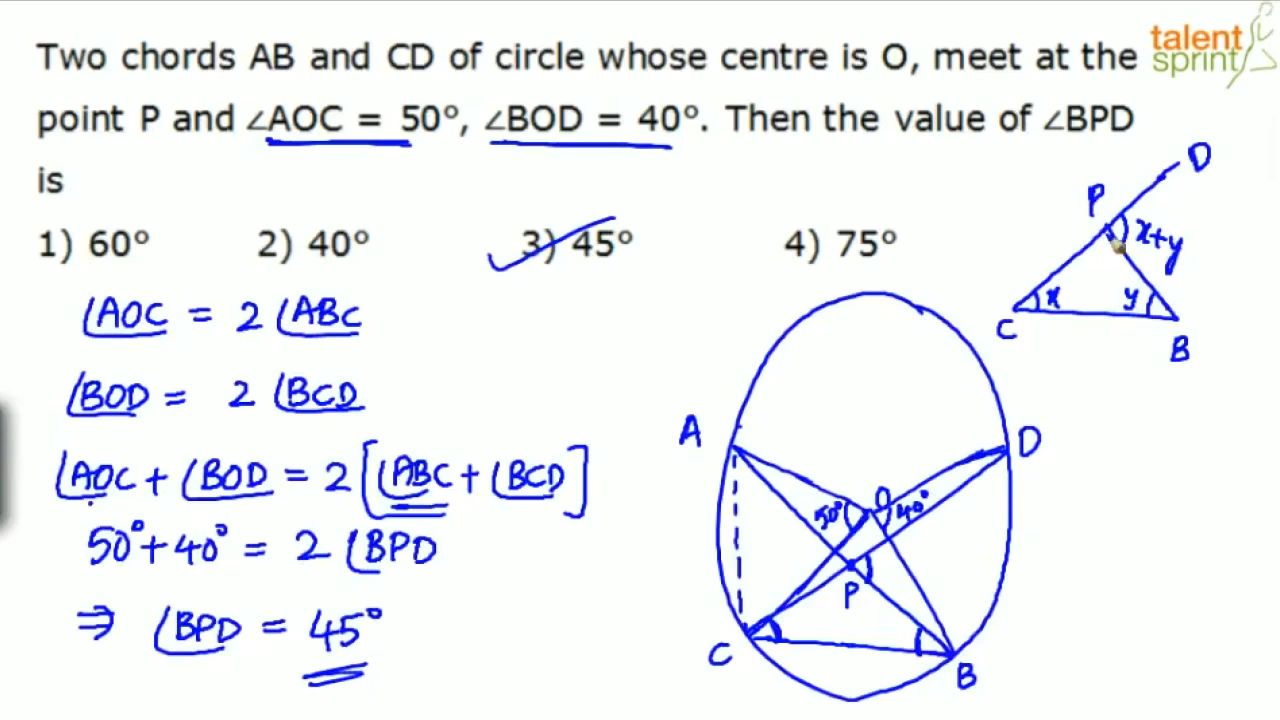 talent
sprint
Two chords AB and CD of circle whose centre is O, meet at the
point P and ∠AOC = 50°, ∠BOD = 40°. Then the value of ∠BPD
is
1) 60° 2) 40° 3) 45° 4) 75°
∠AOC = 2 ∠ABC
∠BOD = 2 ∠BCD
∠AOC + ∠BOD = 2 [∠ABC + ∠BCD]
50° + 40° = 2 ∠BPD
⇒ ∠BPD = 45°
D
P
x+y
x y
C
B
A
D
O
50° 40°
P
C
B